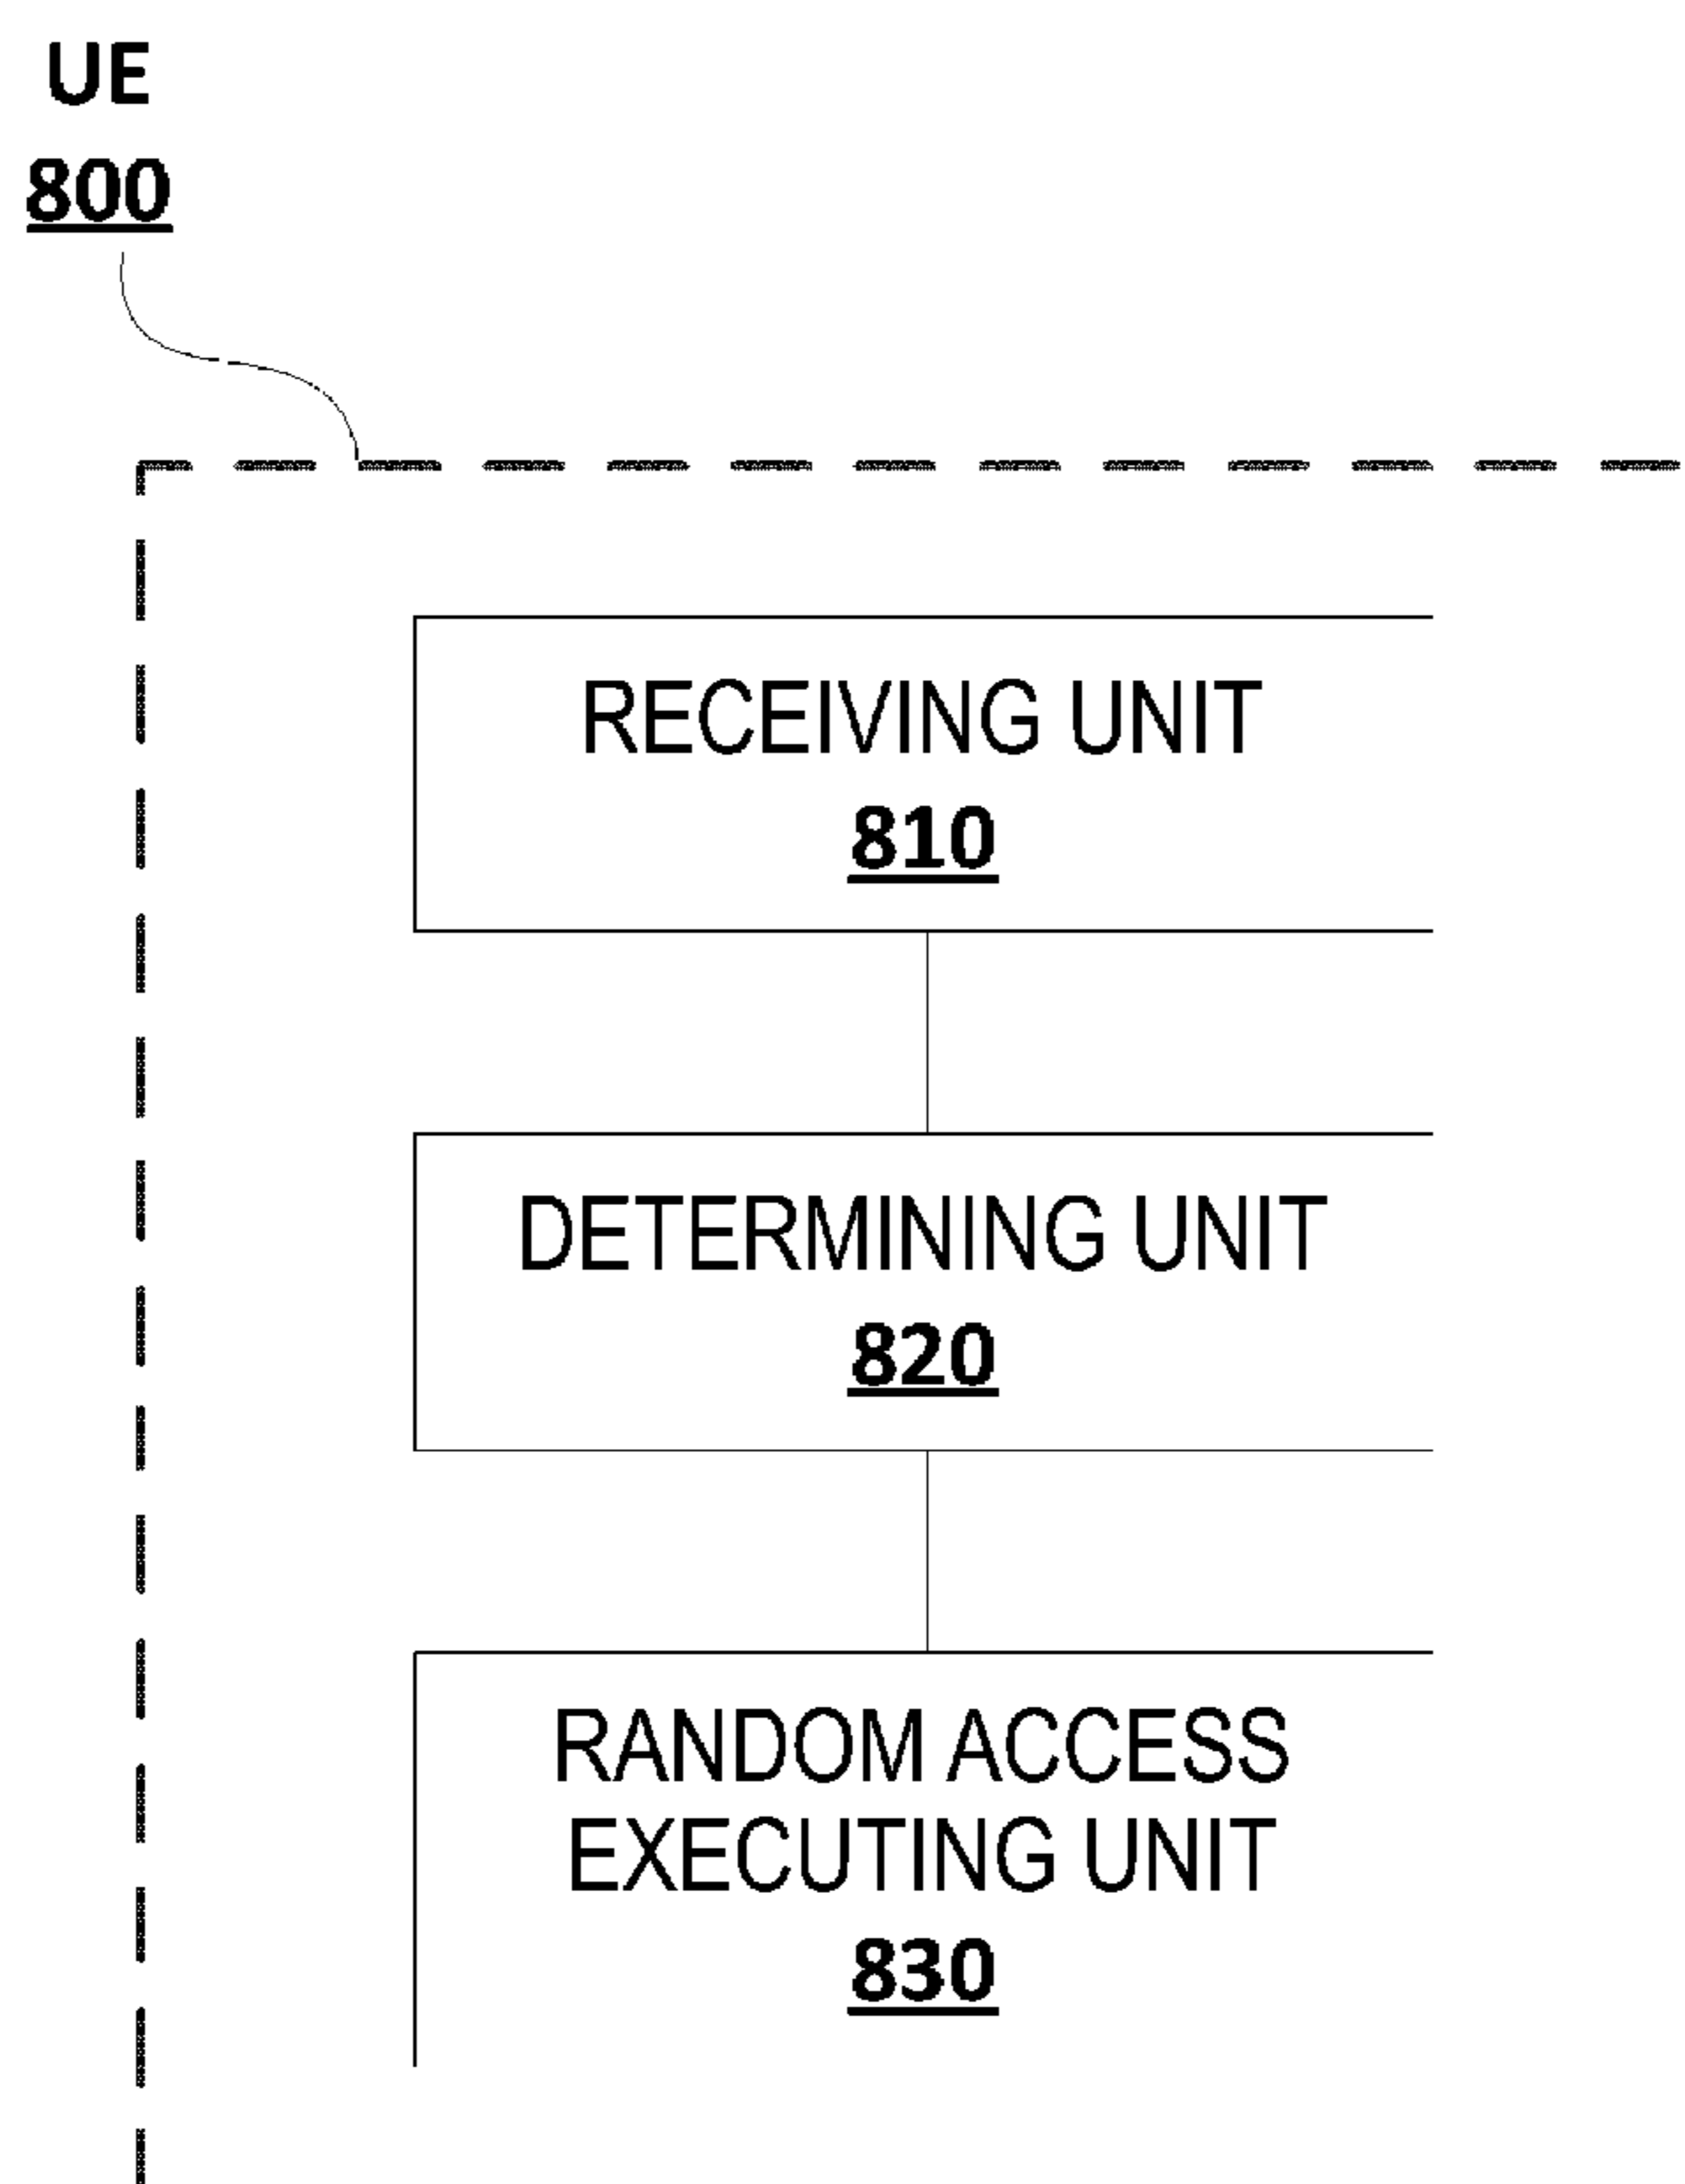 UE
800
RECEIVING UNIT
810
DETERMINING UNIT
820
RANDOM ACCESS
EXECUTING UNIT
830